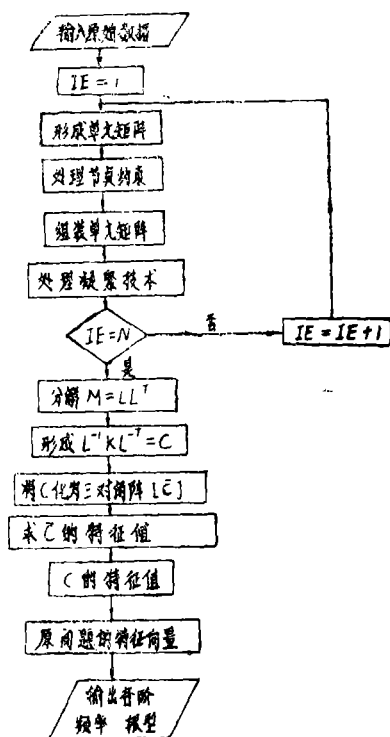 输入原始数据
IE = 1
形成单元矩阵
处理节点约束
组装单元矩阵
处理凝聚技术
IE=N
否
IE = IE+1
是
分解 M=LLᵀ
形成 L⁻¹KL⁻ᵀ=C
将C化为三对角阵 [C̄]
求C̄的特征值
C的特征值
原问题的特征向量
输出各阶
频率 模型